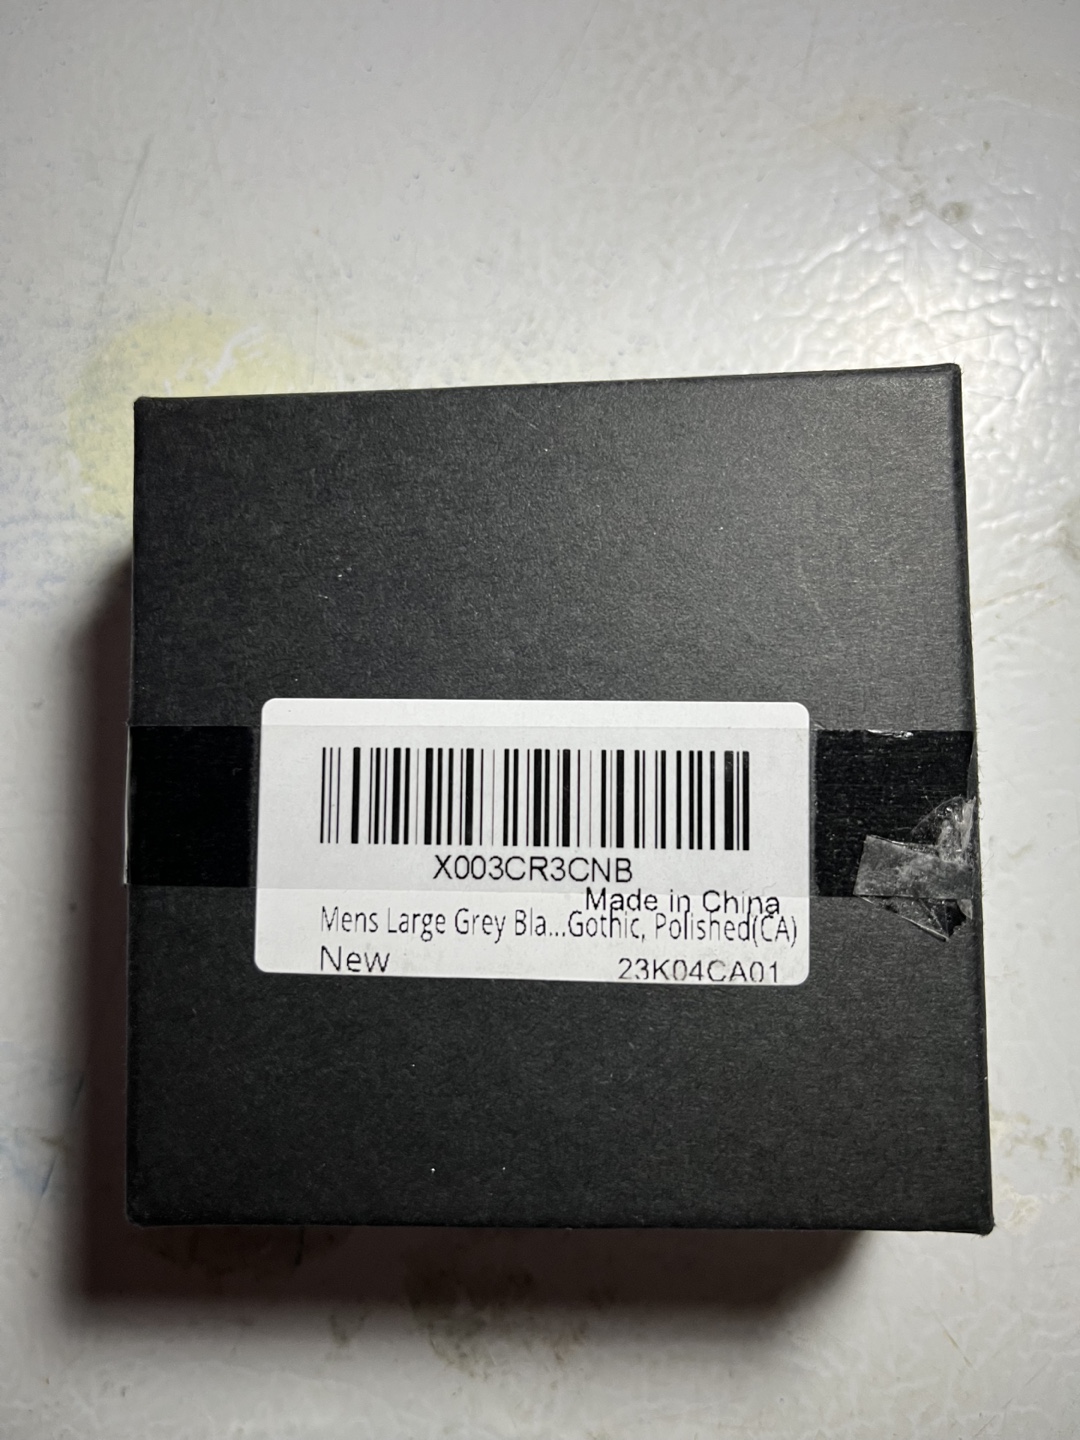 X003CR3CNB
Made in China
Mens Large Grey Bla...Gothic, Polished(CA)
New 23K04CA01